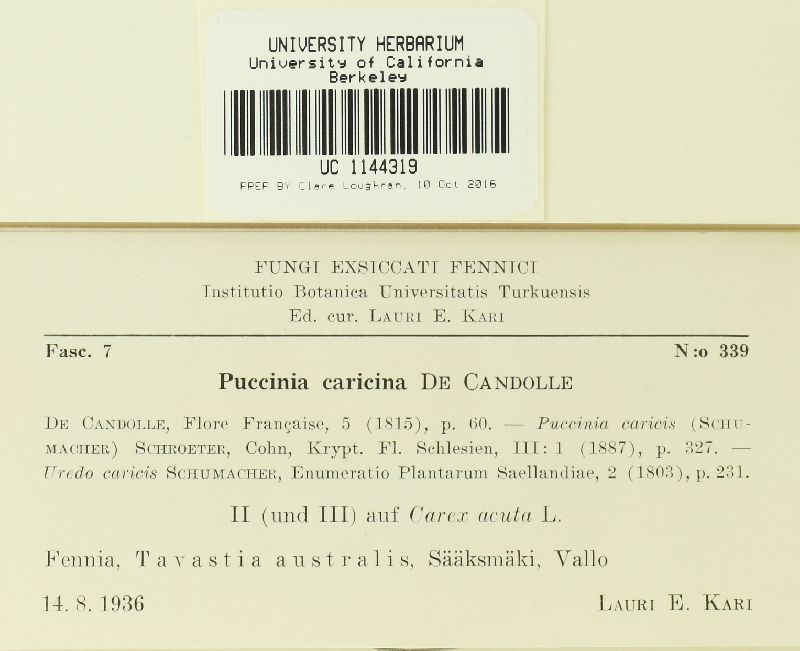 UNIVERSITY HERBARIUM
University of California
Berkeley
UC 1144319
PREP BY Clare Loughran, 10 Oct 2016
FUNGI EXSICCATI FENNICI
Institutio Botanica Universitatis Turkuensis
Ed. cur. LAURI E. KARI
Fasc. 7 N:o 339
Puccinia caricina DE CANDOLLE
DE CANDOLLE, Flore Française, 5 (1815), p. 60. — Puccinia caricis (SCHU-
MACHER) SCHROETER, Cohn, Krypt. Fl. Schlesien, III: 1 (1887), p. 327. —
Uredo caricis SCHUMACHER, Enumeratio Plantarum Saellandiae, 2 (1803), p. 231.
II (und III) auf Carex acuta L.
Fennia, Tavastia australis, Sääksmäki, Vallo
14. 8. 1936 LAURI E. KARI